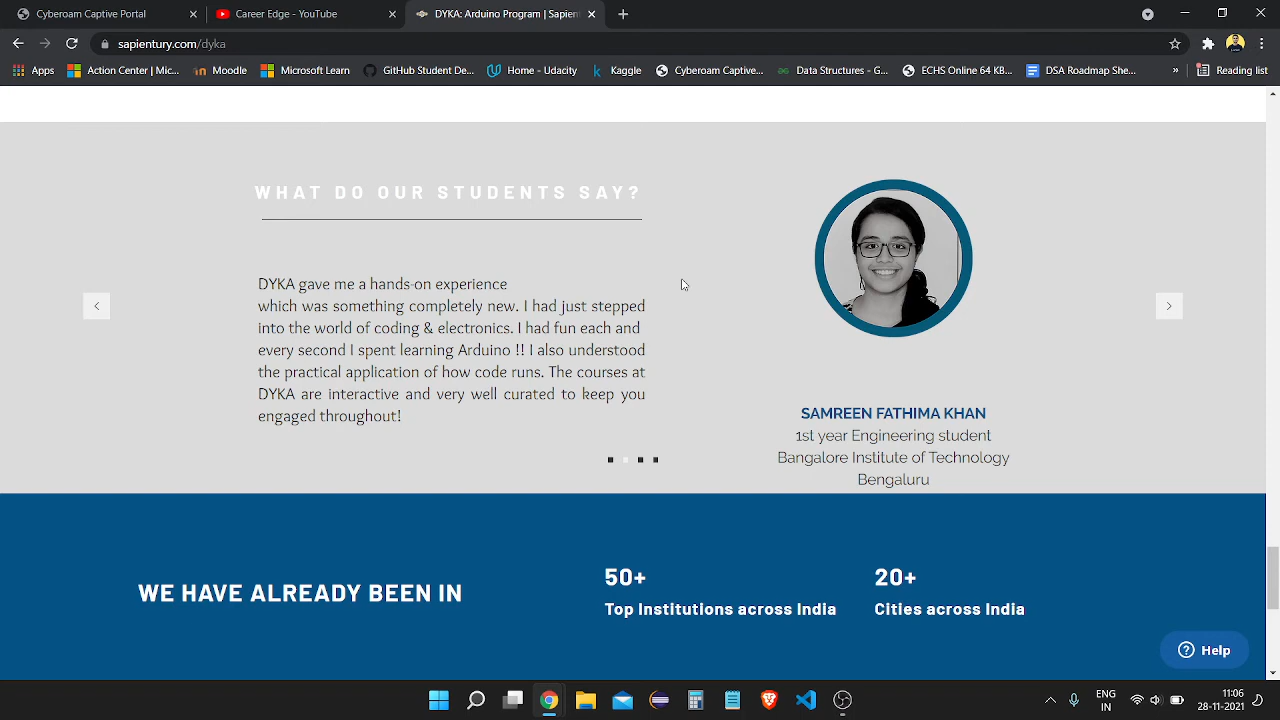 Cyberoam Captive Portal
Career Edge - YouTube
DYKA: Arduino Program | Sapient
sapientury.com/dyka
Apps
Action Center | Mic...
Moodle
Microsoft Learn
GitHub Student De...
Home - Udacity
Kaggle
Cyberoam Captive...
Data Structures - G...
ECHS Online 64 KB...
DSA Roadmap She...
»
Reading list
WHAT DO OUR STUDENTS SAY?
DYKA gave me a hands-on experience
which was something completely new. I had just stepped
into the world of coding & electronics. I had fun each and
every second I spent learning Arduino !! I also understood
the practical application of how code runs. The courses at
DYKA are interactive and very well curated to keep you
engaged throughout!
SAMREEN FATHIMA KHAN
1st year Engineering student
Bangalore Institute of Technology
Bengaluru
WE HAVE ALREADY BEEN IN
50+
Top Institutions across India
20+
Cities across India
Help
ENG
IN
11:06
28-11-2021